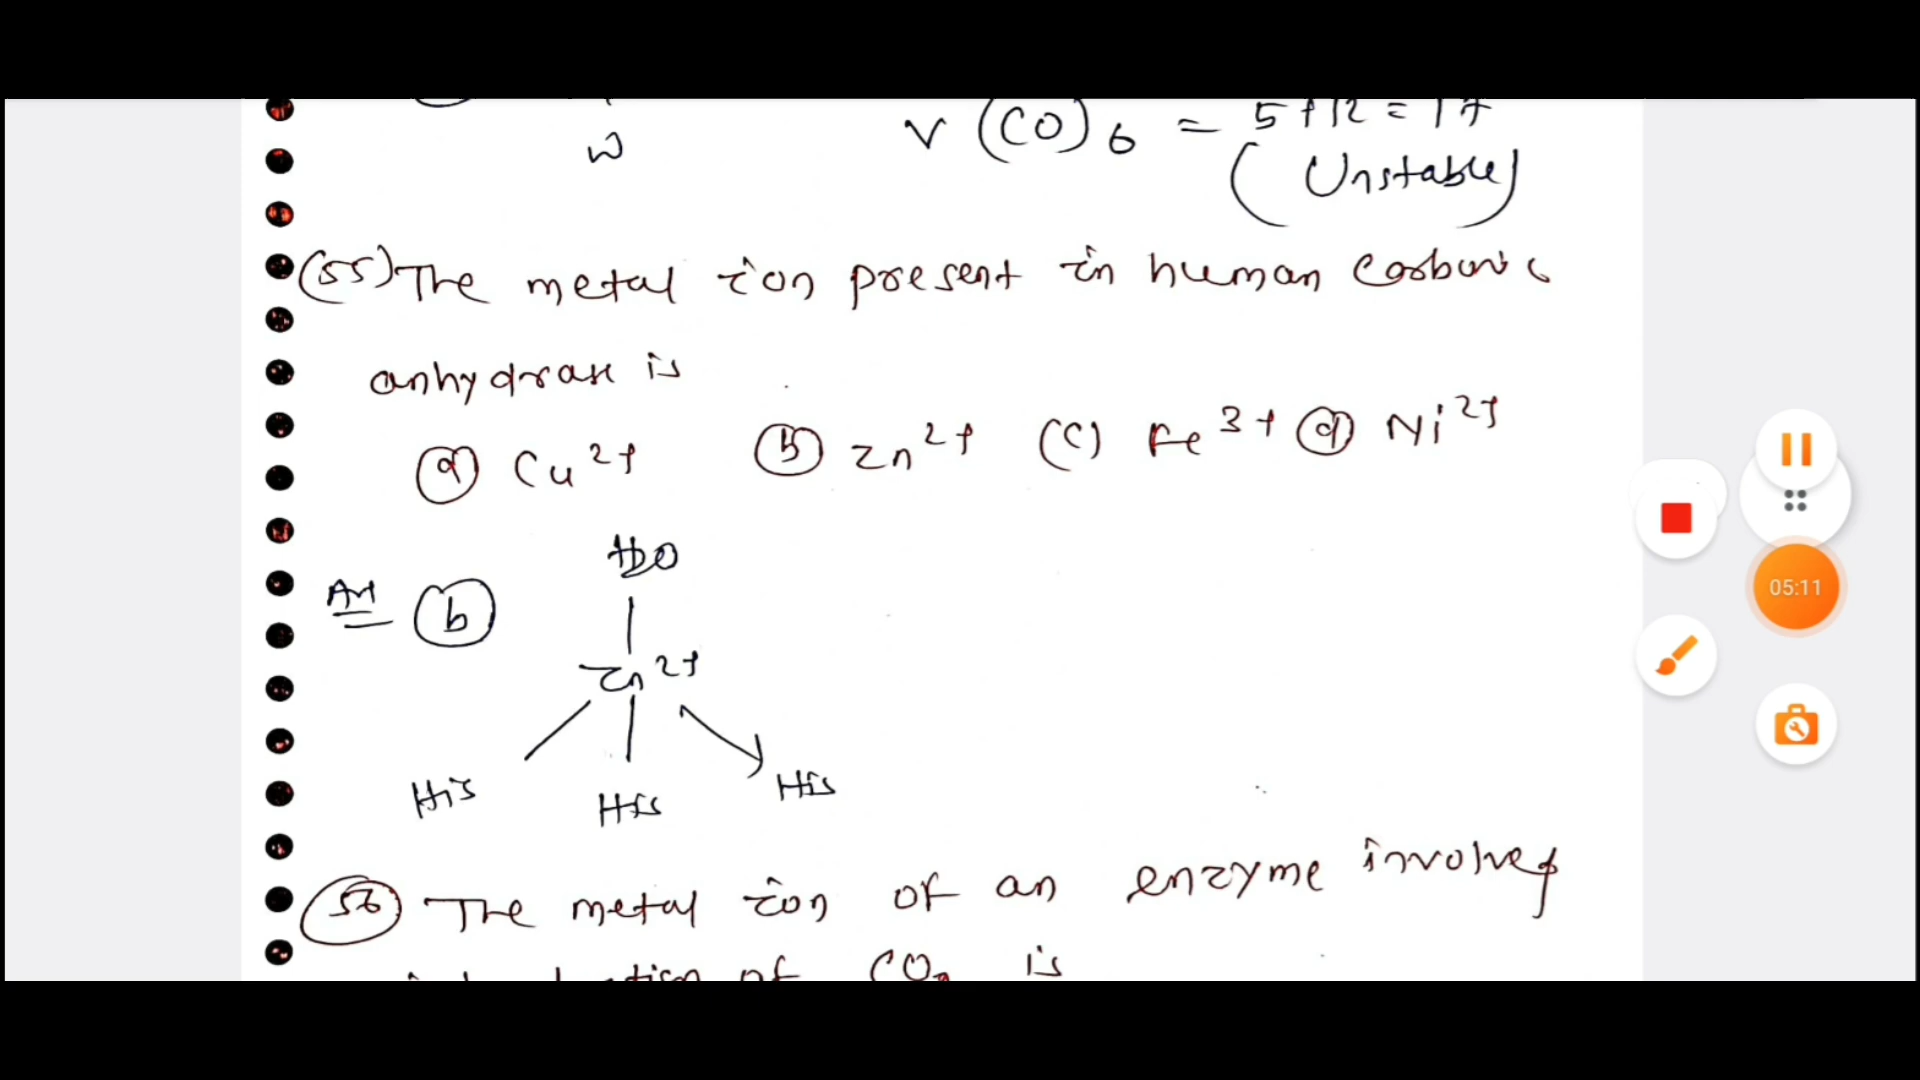 W
V(CO)6 = 5+12 = 17
(Unstable)
(55) The metal ion present in human Carbonic
anhydrase is
(a) Cu2+ (b) Zn2+ (c) Fe3+ (d) Ni2+
H2O
Ans (b)
Zn2+
His His His
(56) The metal ion of an enzyme involved
of CO2 is
05:11